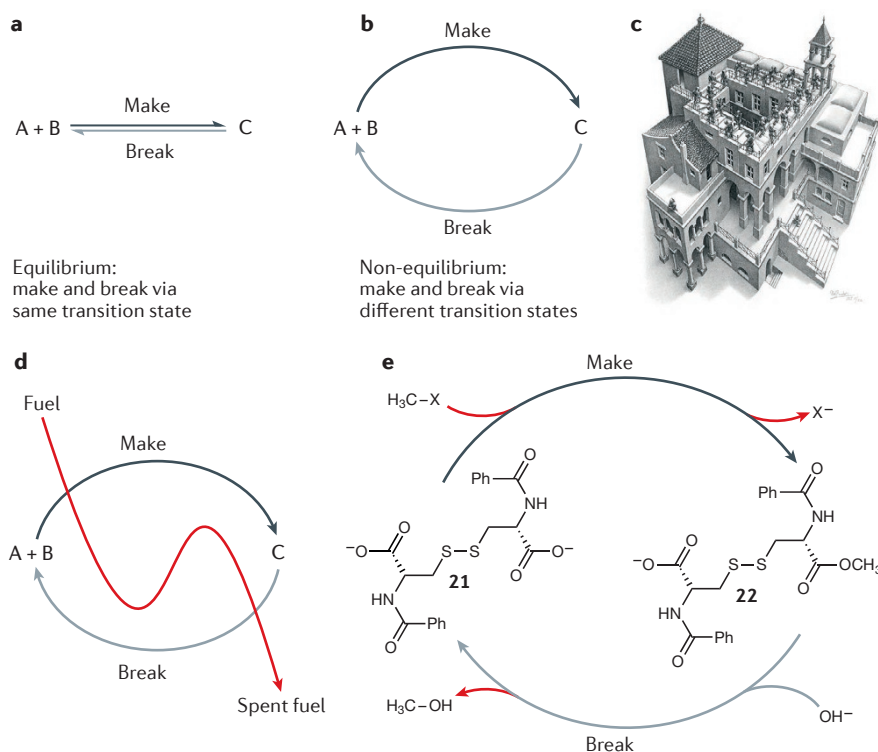 a
Make
A + B
C
Break
Equilibrium:
make and break via
same transition state
b
Make
A + B
C
Break
Non-equilibrium:
make and break via
different transition states
c
d
Fuel
Make
A + B
C
Break
Spent fuel
e
Make
H₃C–X
X⁻
O
Ph
N
H
O
⁻O
S–S
O
O⁻
21
HN
Ph
O
O
Ph
N
H
O
⁻O
S–S
O
OCH₃
22
HN
Ph
O
H₃C–OH
OH⁻
Break